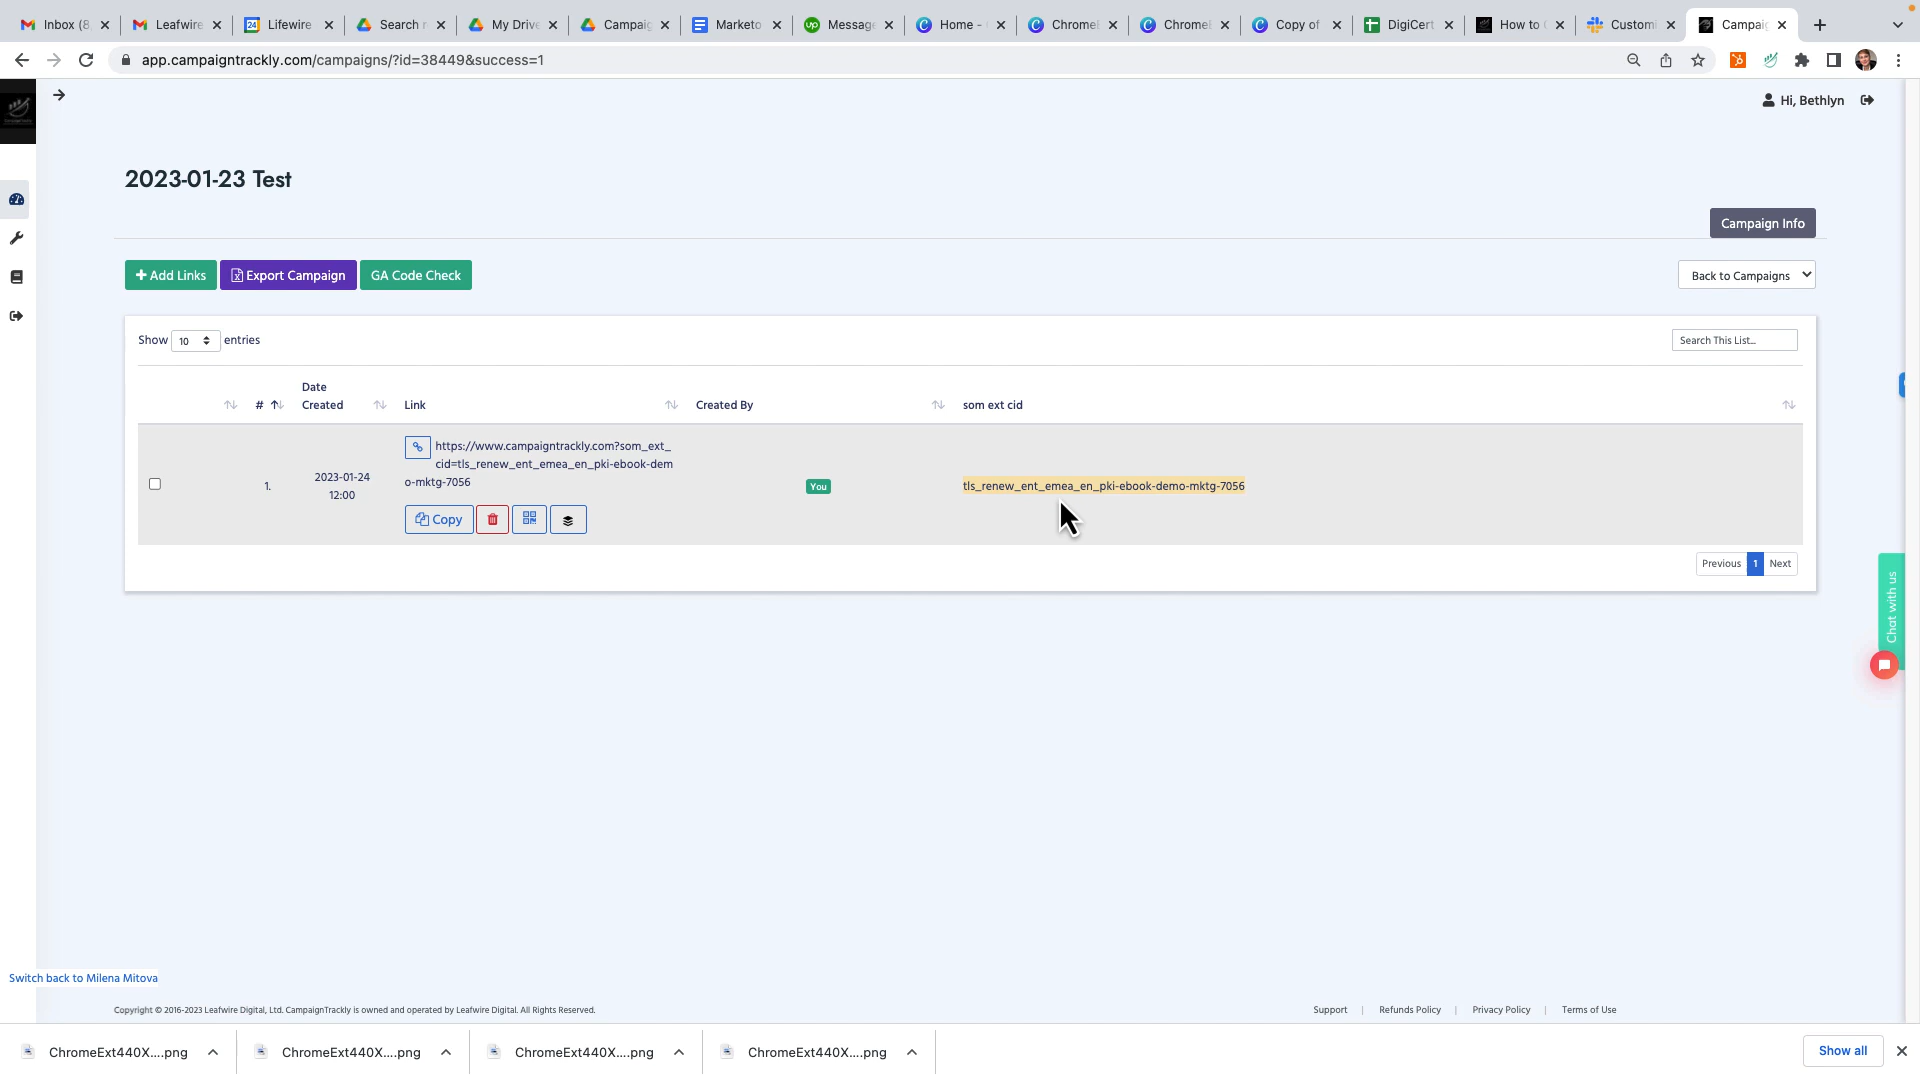 Inbox (8,
Leafwire
Lifewire
Search r
My Drive
Campaig
Marketo
Message
Home -
Chrome
Chrome
Copy of
DigiCert
How to
Customi
Campaig
app.campaigntrackly.com/campaigns/?id=38449&success=1
Hi, Bethlyn
2023-01-23 Test
Campaign Info
Add Links
Export Campaign
GA Code Check
Back to Campaigns
Show 10 entries
Search This List...
#
Date
Created
Link
Created By
som ext cid
1.
2023-01-24
12:00
https://www.campaigntrackly.com?som_ext_
cid=tls_renew_ent_emea_en_pki-ebook-dem
o-mktg-7056
Copy
You
tls_renew_ent_emea_en_pki-ebook-demo-mktg-7056
Previous 1 Next
Chat with us
Switch back to Milena Mitova
Copyright © 2016-2023 Leafwire Digital, Ltd. CampaignTrackly is owned and operated by Leafwire Digital. All Rights Reserved.
Support | Refunds Policy | Privacy Policy | Terms of Use
ChromeExt440X....png
ChromeExt440X....png
ChromeExt440X....png
ChromeExt440X....png
Show all